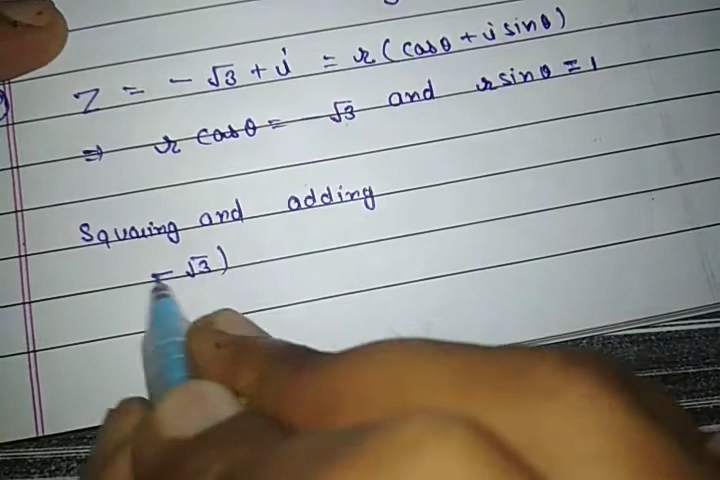 Z = - √3 + i = r ( cosθ + i sinθ )
⇒ r cosθ = - √3 and r sinθ = 1
Squaring and adding
- √3 )